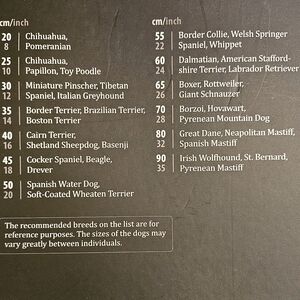 cm/inch
20 Chihuahua,
8 Pomeranian
25 Chihuahua,
10 Papillon, Toy Poodle
30 Miniature Pinscher, Tibetan
12 Spaniel, Italian Greyhound
35 Border Terrier, Brazilian Terrier,
14 Boston Terrier
40 Cairn Terrier,
16 Shetland Sheepdog, Basenji
45 Cocker Spaniel, Beagle,
18 Drever
50 Spanish Water Dog,
20 Soft-Coated Wheaten Terrier
cm/inch
55 Border Collie, Welsh Springer
22 Spaniel, Whippet
60 Dalmatian, American Stafford-
24 shire Terrier, Labrador Retriever
65 Boxer, Rottweiler,
26 Giant Schnauzer
70 Borzoi, Hovawart,
28 Pyrenean Mountain Dog
80 Great Dane, Neapolitan Mastiff,
32 Spanish Mastiff
90 Irish Wolfhound, St. Bernard,
35 Pyrenean Mastiff
The recommended breeds on the list are for
reference purposes. The sizes of the dogs may
vary greatly between individuals.